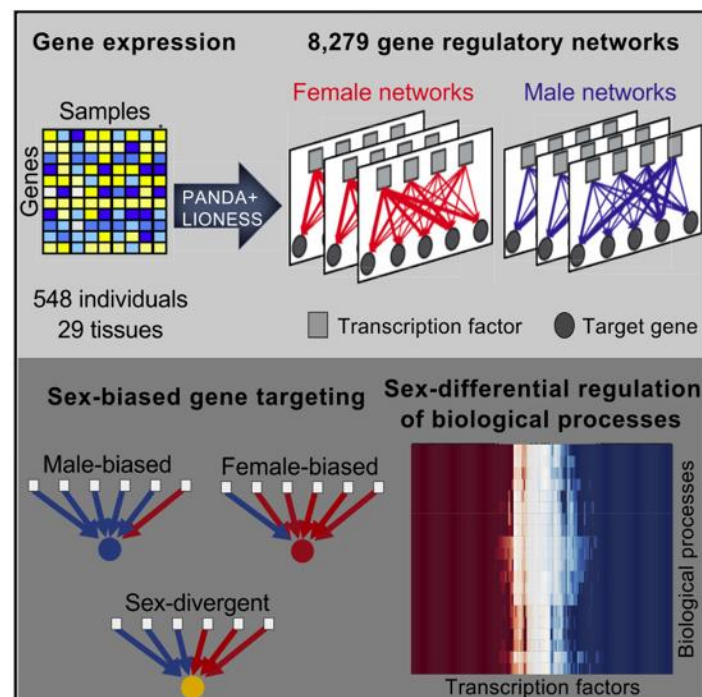 Gene expression
8,279 gene regulatory networks
Samples
Genes
PANDA+
LIONESS
Female networks
Male networks
548 individuals
29 tissues
Transcription factor
Target gene
Sex-biased gene targeting
Male-biased
Female-biased
Sex-divergent
Sex-differential regulation
of biological processes
Biological processes
Transcription factors